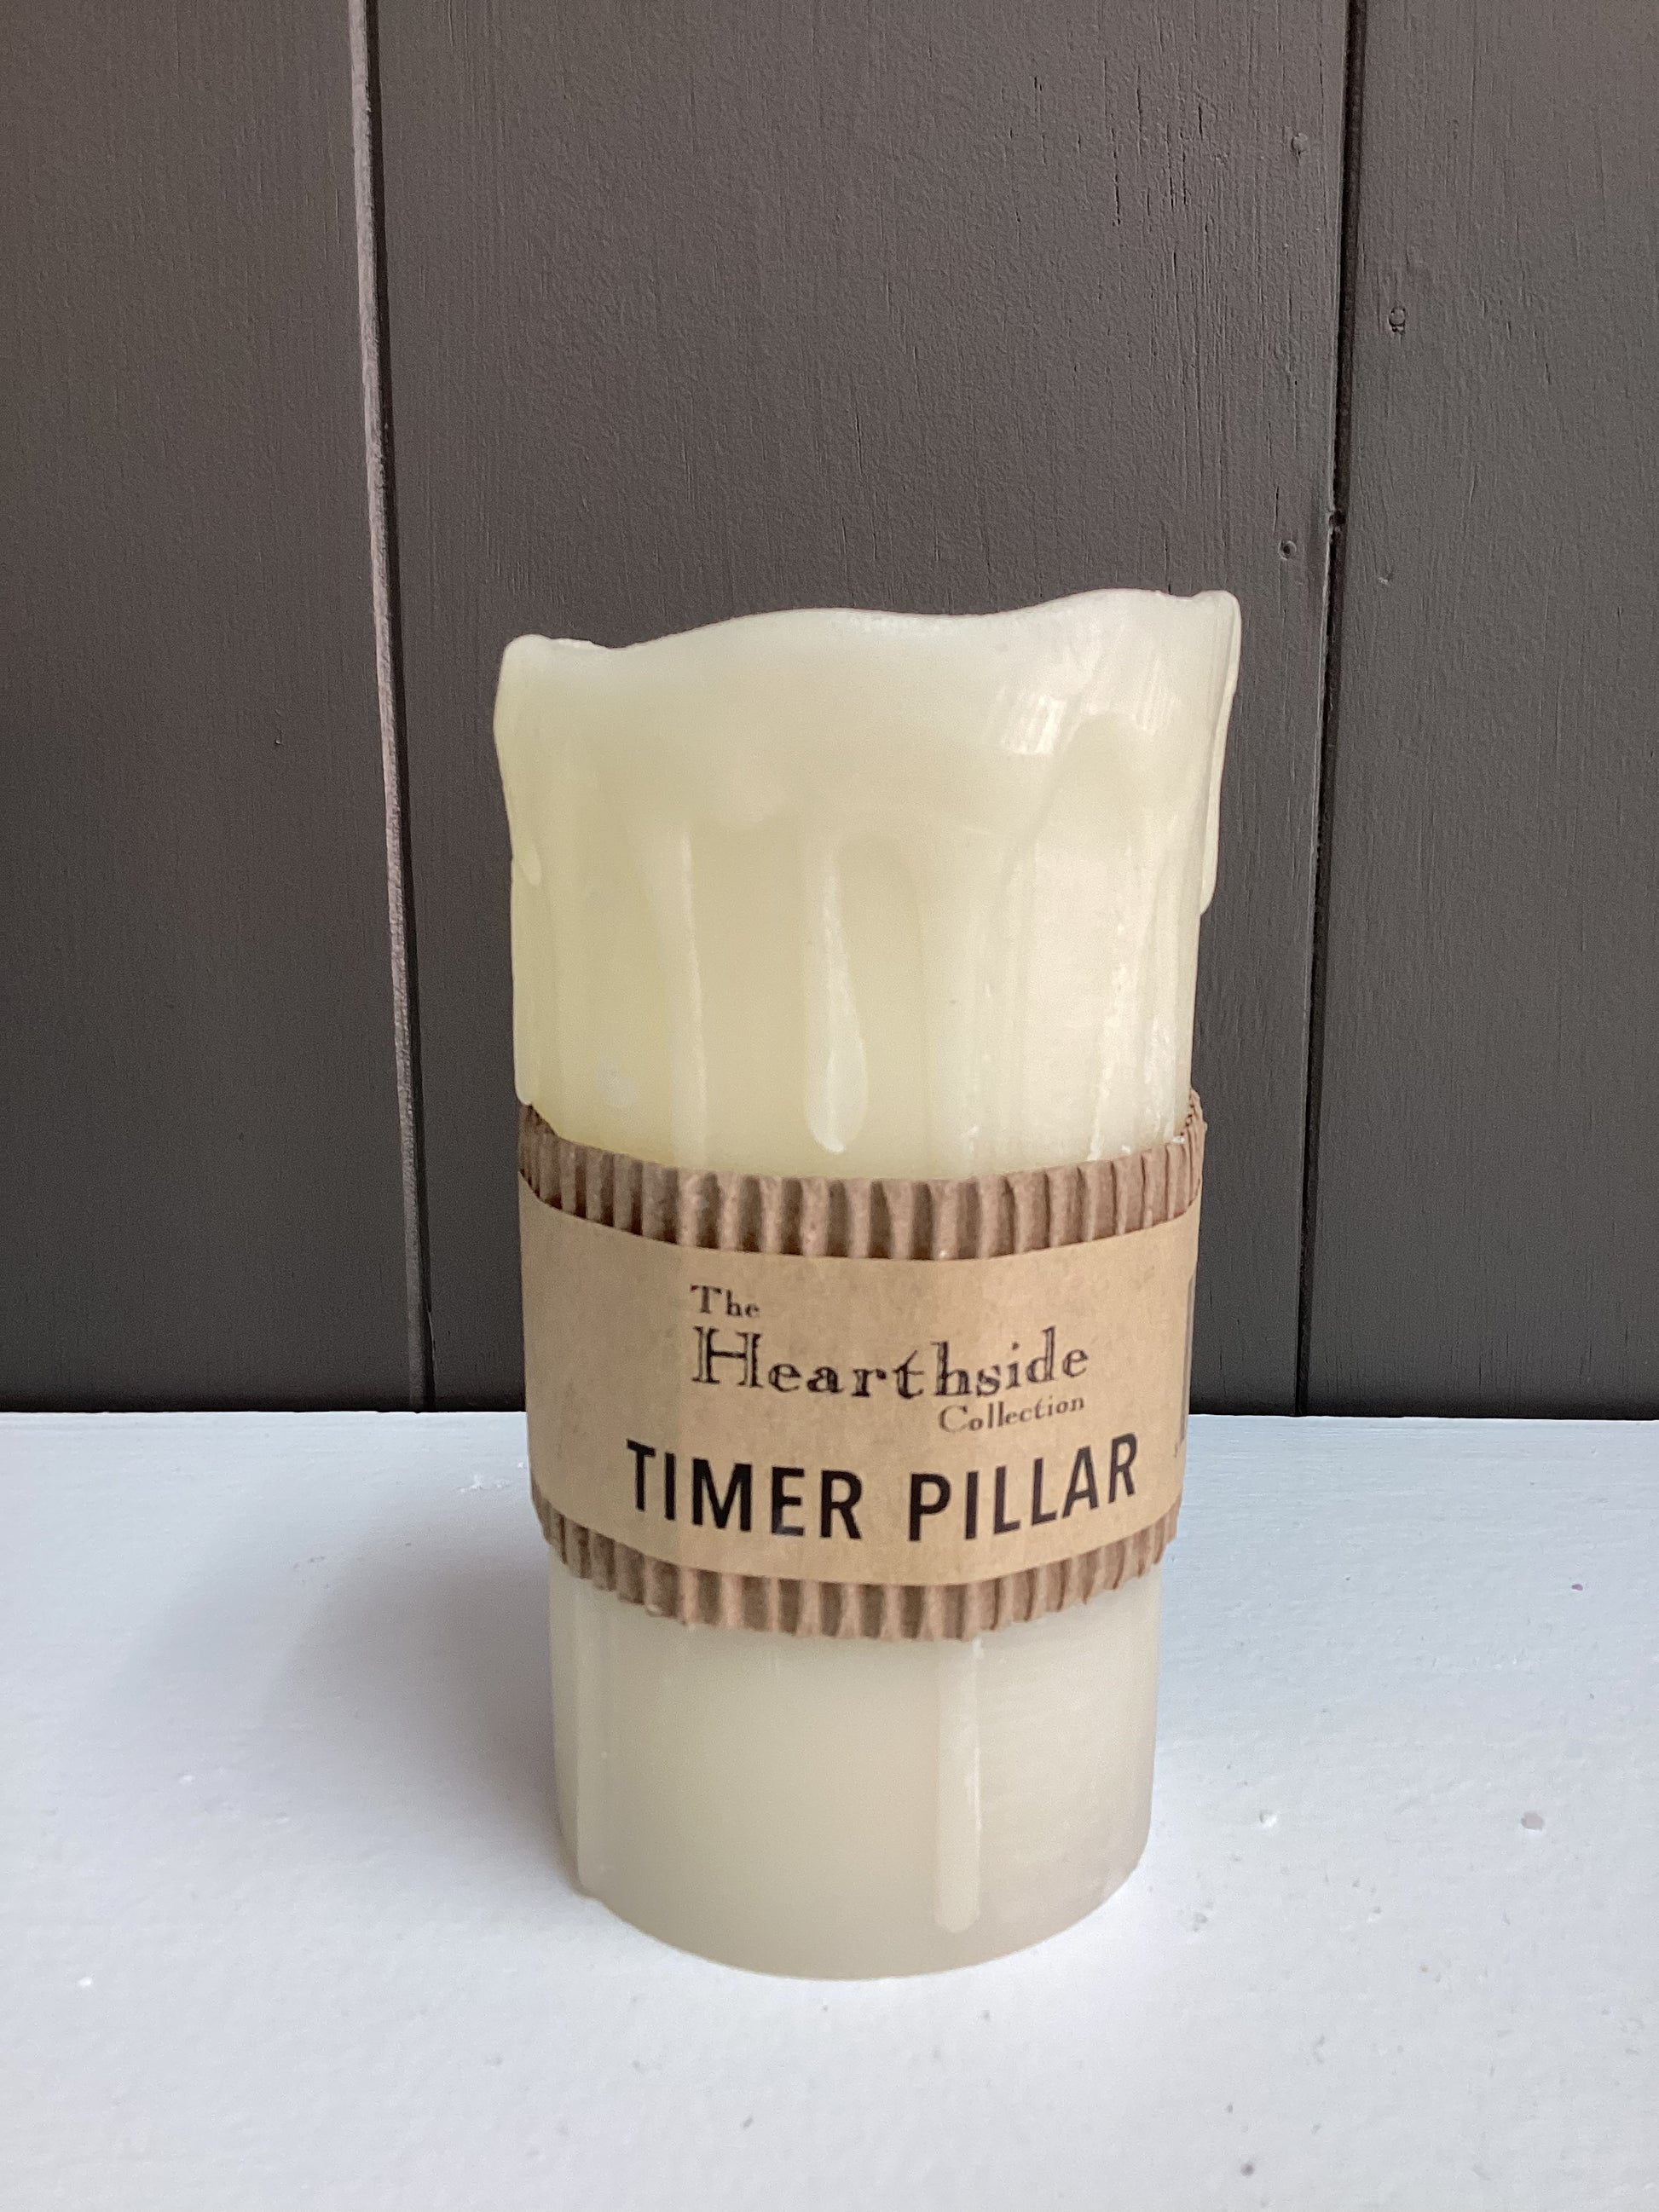 The
Hearthside
Collection
TIMER PILLAR